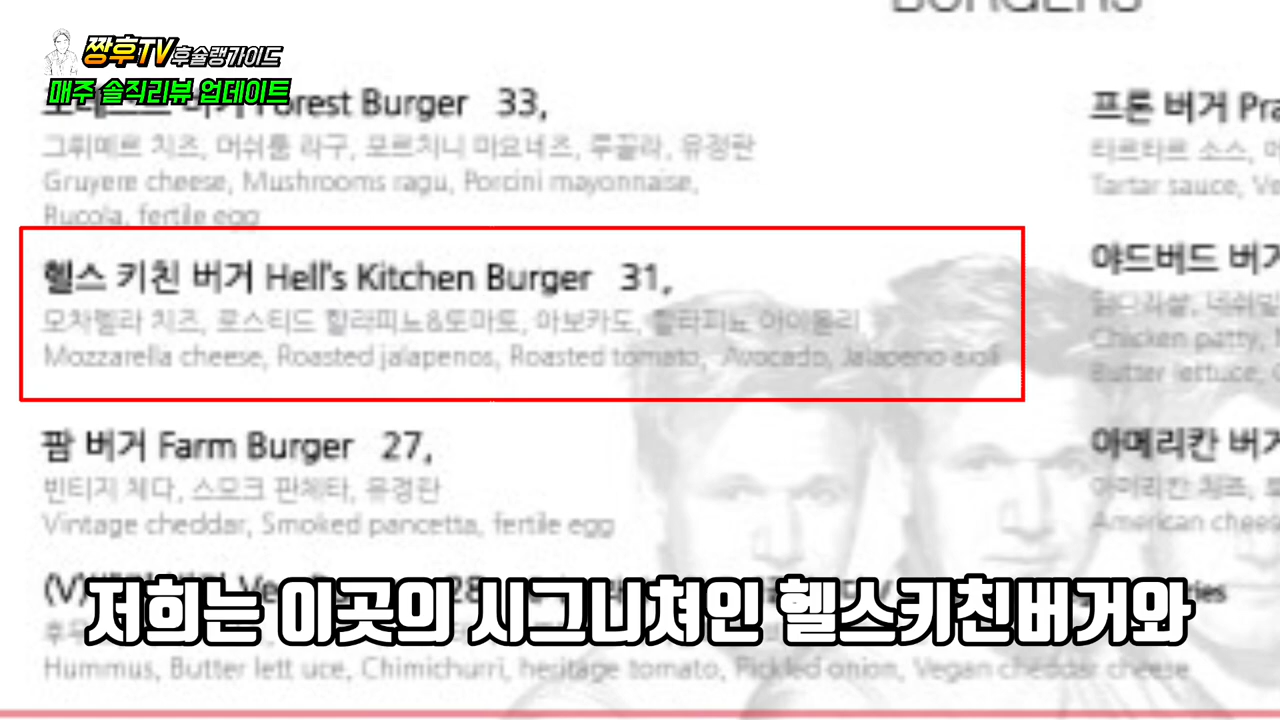 BURGERS
짱후TV후슐랭가이드
매주 솔직리뷰 업데이트
포레스트 버거 Forest Burger 33,
그뤼예르 치즈, 머쉬룸 라구, 포르치니 마요네즈, 루꼴라, 유정란
Gruyere cheese, Mushrooms ragu, Porcini mayonnaise,
Rucola, fertile egg
헬스 키친 버거 Hell's Kitchen Burger 31,
모차렐라 치즈, 로스티드 할라피뇨&토마토, 아보카도, 할라피뇨 아이올리
Mozzarella cheese, Roasted jalapenos, Roasted tomato, Avocado, Jalapeno aioli
팜 버거 Farm Burger 27,
빈티지 체다, 스모크 판체타, 유정란
Vintage cheddar, Smoked pancetta, fertile egg
저희는 이곳의 시그니쳐인 헬스키친버거와
Hummus, Butter lett uce, Chimichurri, heritage tomato, Pickled onion, Vegan cheddar cheese
프론 버거
타르타르 소스,
Tartar sauce,
야드버드 버거
Chicken patty,
Butter lettuce,
아메리칸 버거
아메리칸 치즈,
American